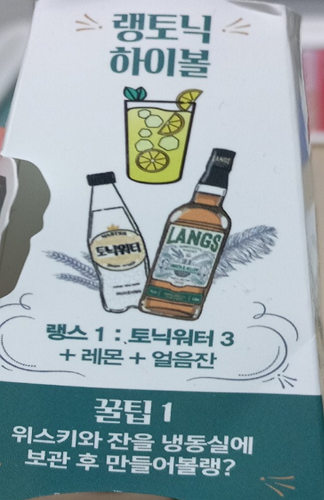 랭토닉
하이볼
LANGS
토닉워터
LANGS
랭스 1 : 토닉워터 3
+ 레몬 + 얼음잔
꿀팁 1
위스키와 잔을 냉동실에
보관 후 만들어볼랭?